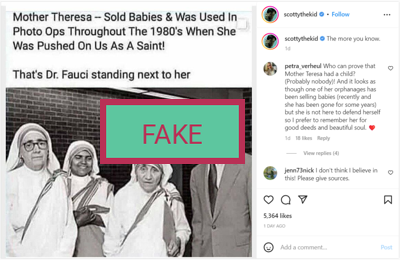 Mother Theresa -- Sold Babies & Was Used In
Photo Ops Throughout The 1980's When She
Was Pushed On Us As A Saint!
That's Dr. Fauci standing next to her
FAKE
scottythekid • Follow
scottythekid The more you know.
1d
petra_verheul Who can prove that
Mother Teresa had a child?
(Probably nobody)! And it looks as
though one of her orphanages has
been selling babies (recently and
she has been gone for some years)
but she is not here to defend herself
so I prefer to remember her for
good deeds and beautiful soul. ❤️
1d 18 likes Reply
View replies (4)
jenn73nick I don't think I believe in
this! Please give sources.
5,364 likes
1 DAY AGO
Add a comment...
Post